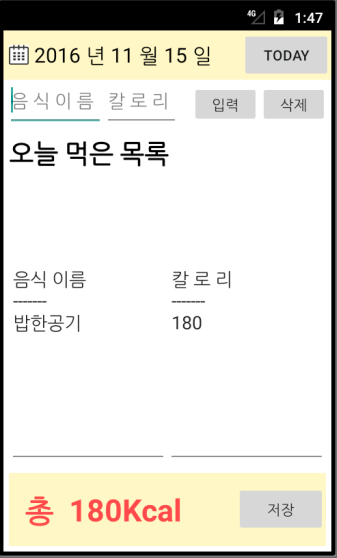 4G 1:47
2016 년 11 월 15 일 TODAY
음 식 이 름 칼 로 리 입력 삭제
오늘 먹은 목록
음식 이름 칼 로 리
------- -------
밥한공기 180
총 180Kcal 저장